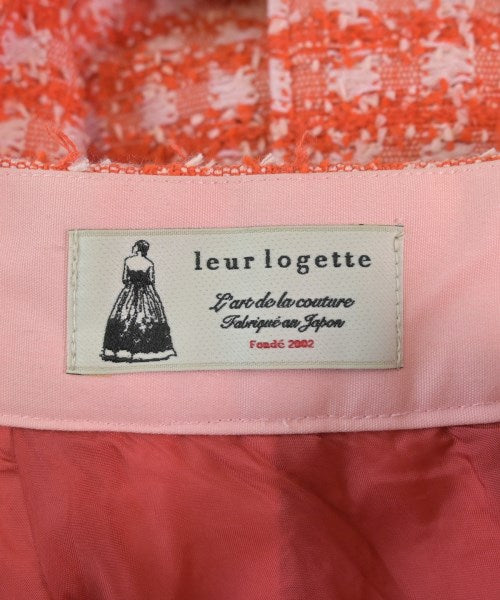 leur logette
L'art de la couture
Fabriqué au Japon
Fondé 2002